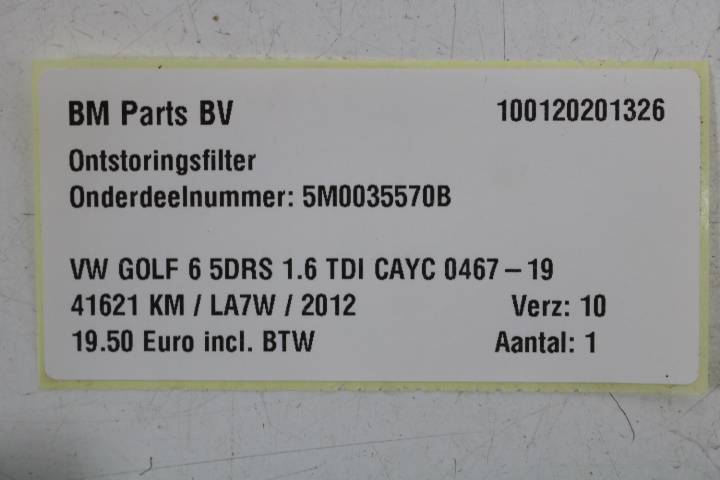 BM Parts BV 100120201326
Ontstoringsfilter
Onderdeelnummer: 5M0035570B
VW GOLF 6 5DRS 1.6 TDI CAYC 0467 – 19
41621 KM / LA7W / 2012 Verz: 10
19.50 Euro incl. BTW Aantal: 1